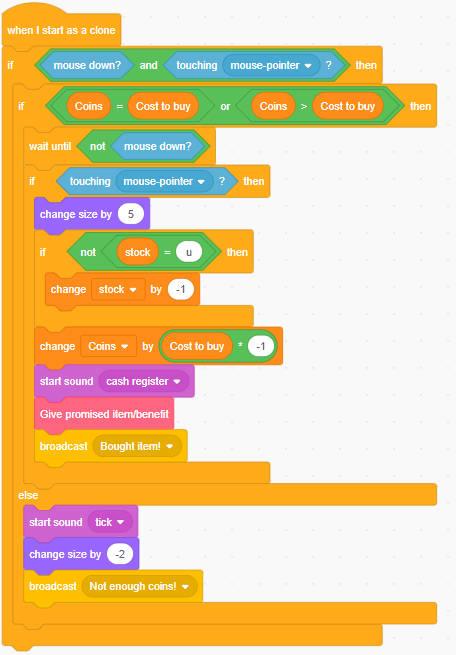 when I start as a clone
if mouse down? and touching mouse-pointer ? then
if Coins = Cost to buy or Coins > Cost to buy then
wait until not mouse down?
if touching mouse-pointer ? then
change size by 5
if not stock = u then
change stock by -1
change Coins by Cost to buy * -1
start sound cash register
Give promised item/benefit
broadcast Bought item!
else
start sound tick
change size by -2
broadcast Not enough coins!